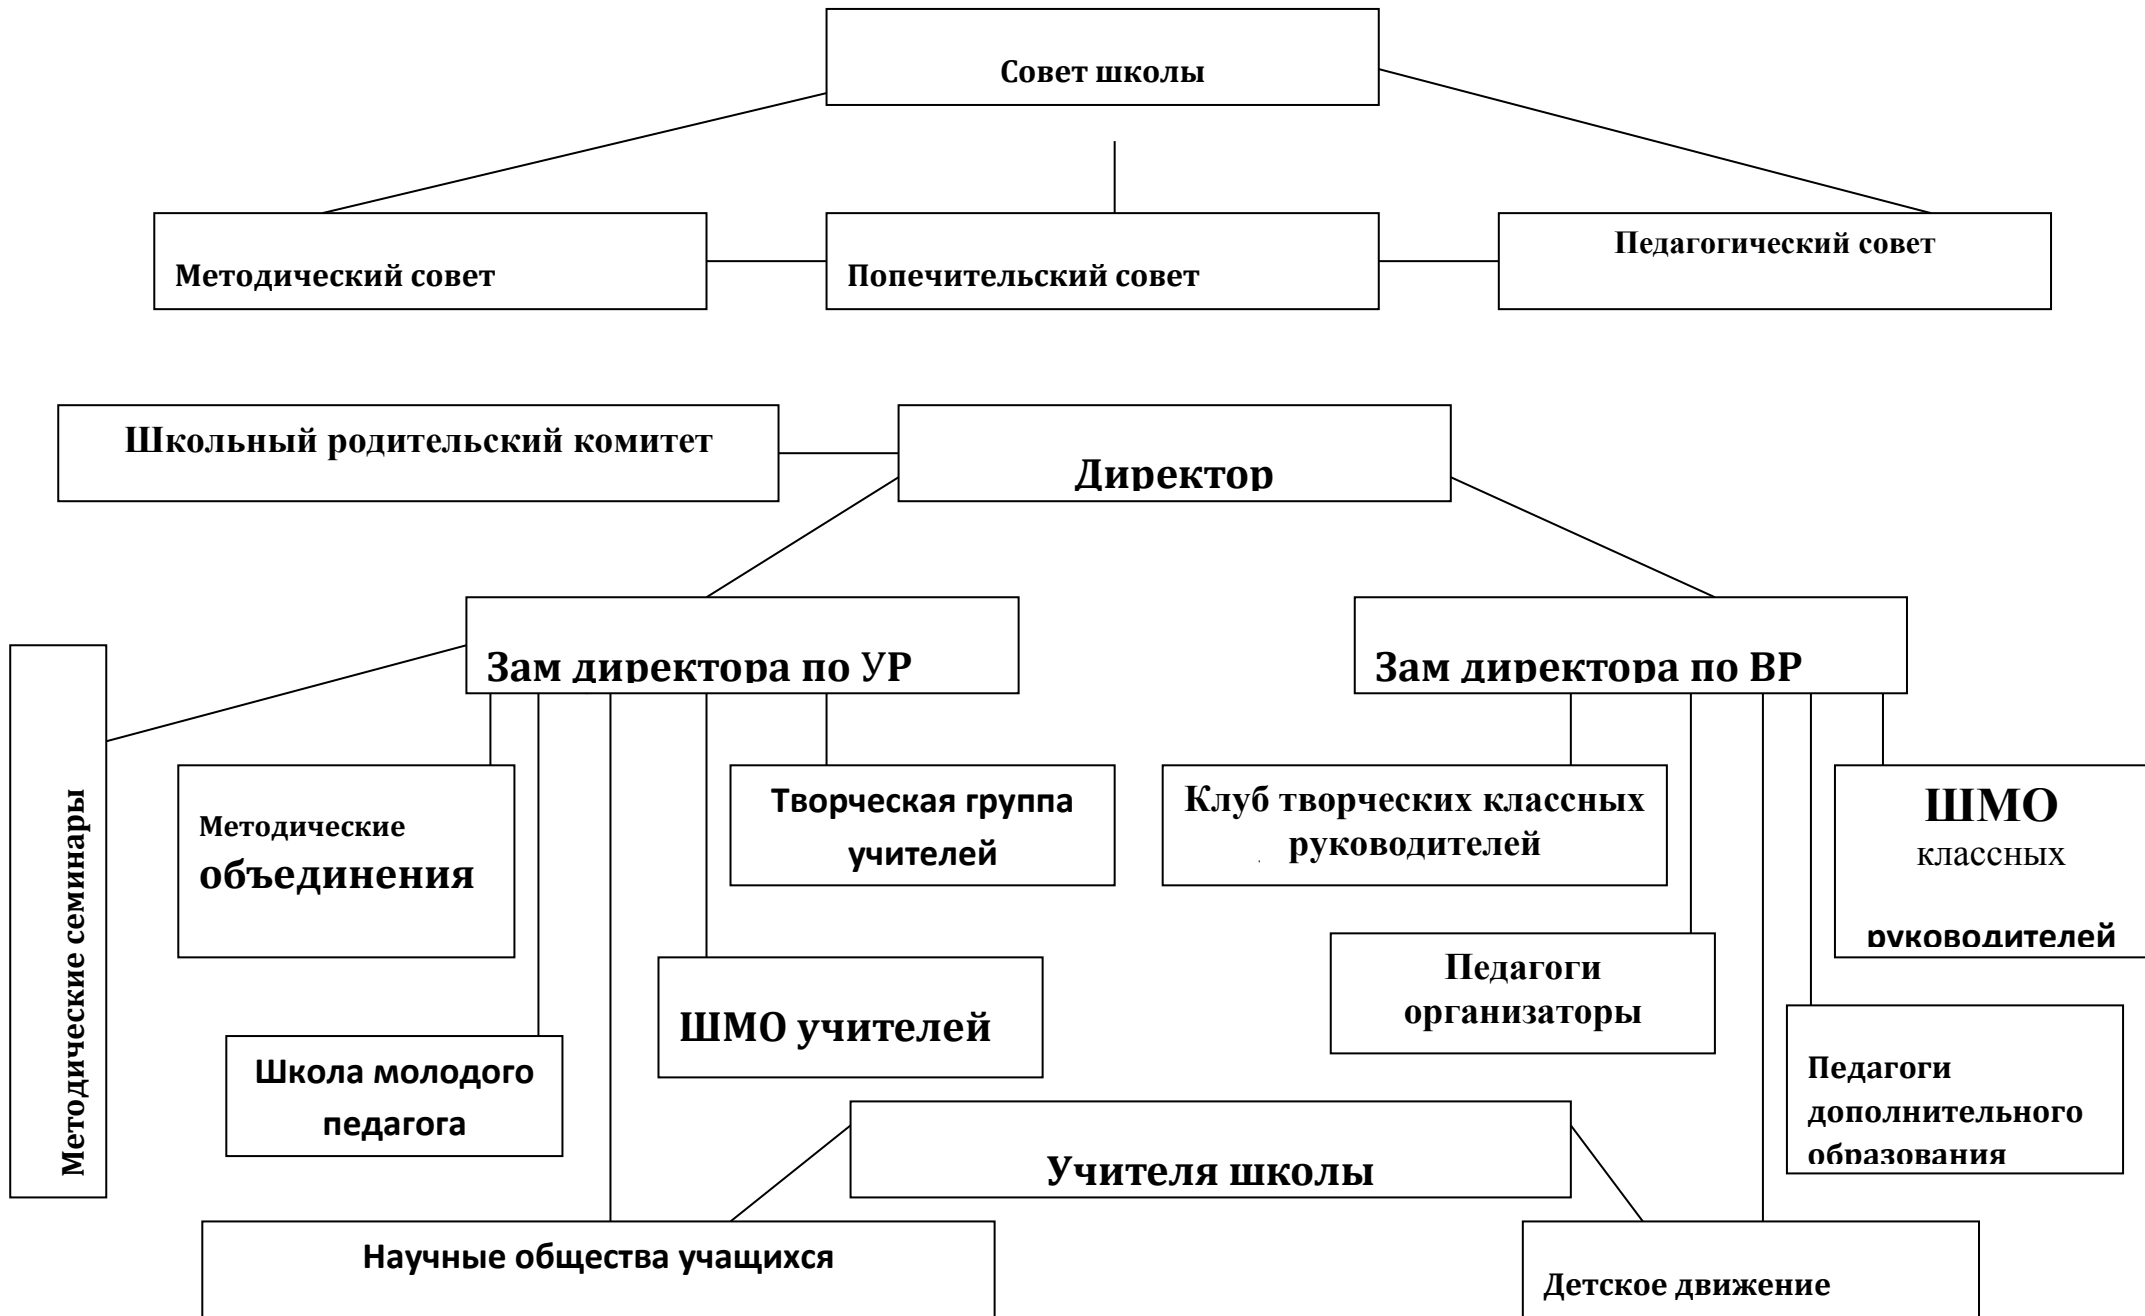 Совет школы
Методический совет
Попечительский совет
Педагогический совет
Школьный родительский комитет
Директор
Зам директора по УР
Зам директора по ВР
Методические семинары
Методические
объединения
Творческая группа
учителей
Клуб творческих классных
руководителей
ШМО
классных
руководителей
Педагоги
организаторы
ШМО учителей
Школа молодого
педагога
Педагоги
дополнительного
образования
Учителя школы
Научные общества учащихся
Детское движение